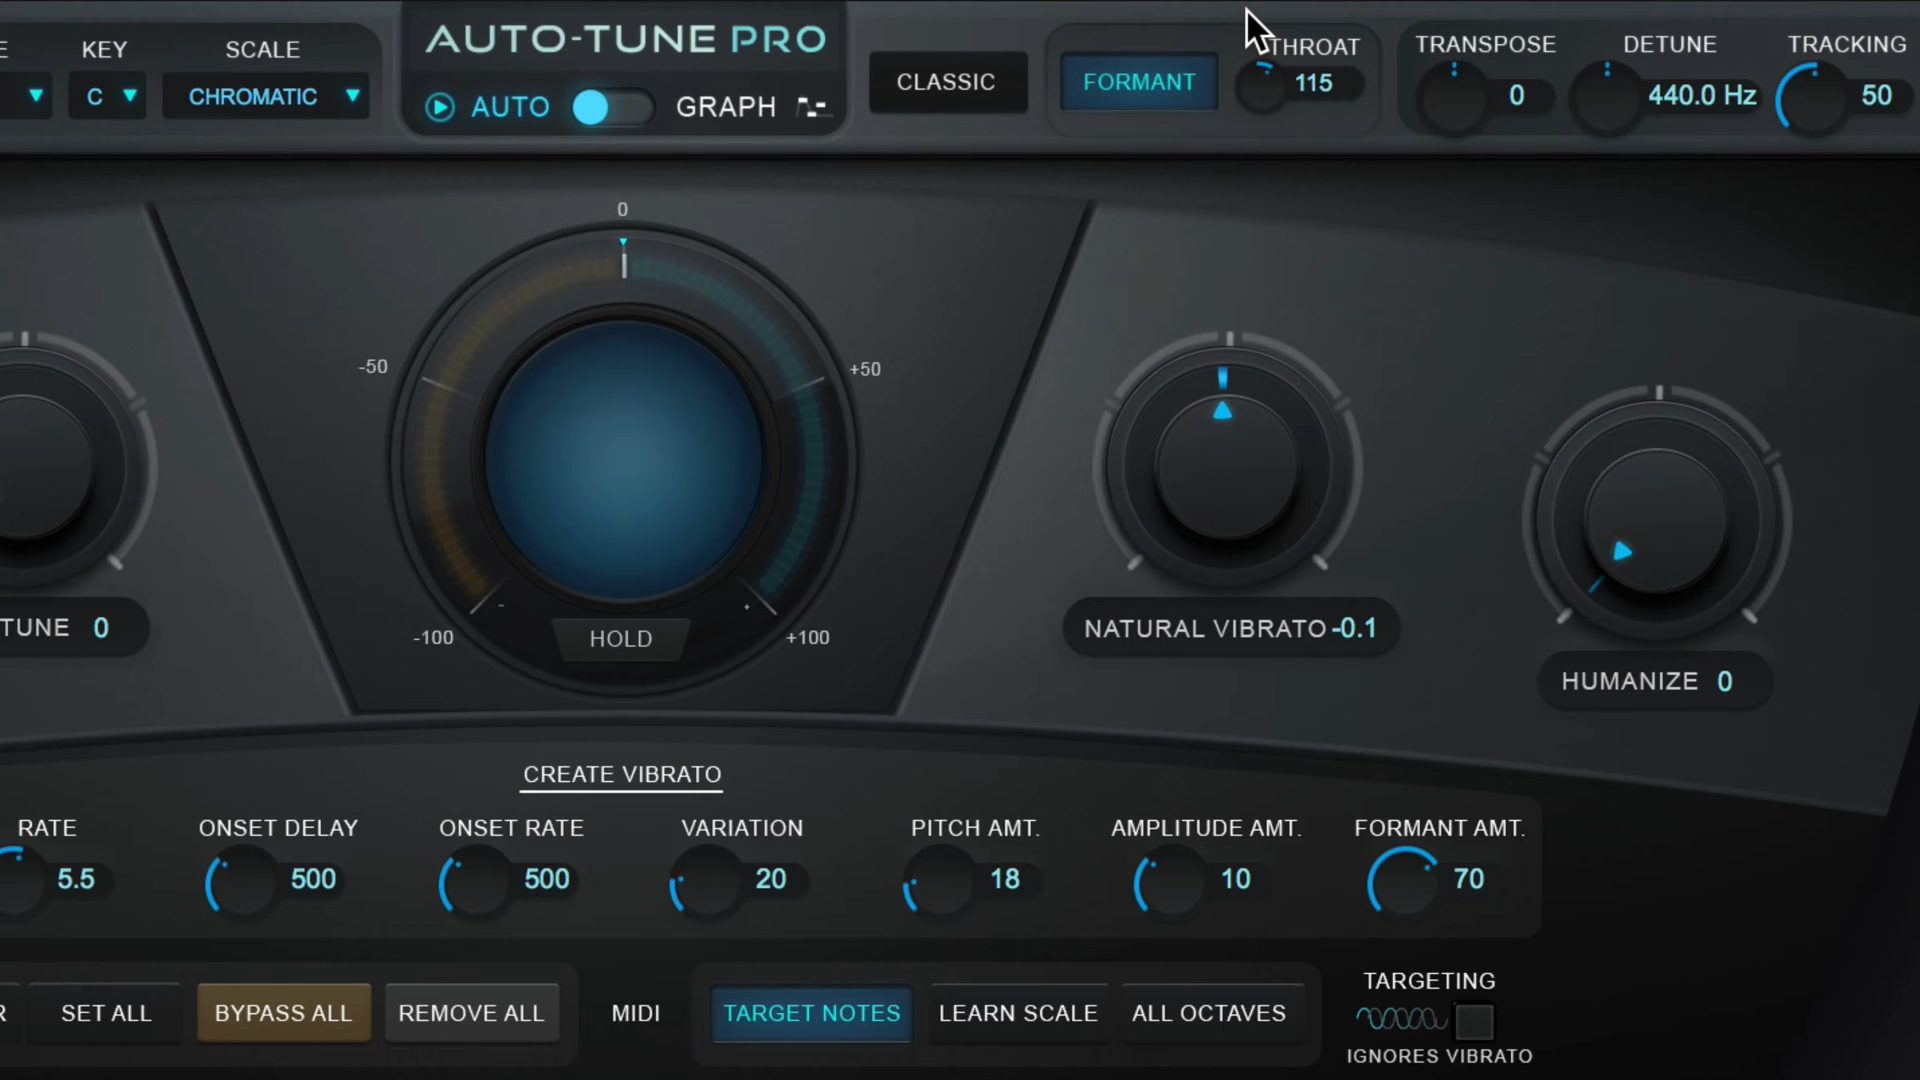 KEY
SCALE
C
CHROMATIC
AUTO-TUNE PRO
AUTO
GRAPH
CLASSIC
FORMANT
THROAT
115
TRANSPOSE
0
DETUNE
440.0 Hz
TRACKING
50
0
-50
+50
-100
+100
-
+
HOLD
TUNE 0
NATURAL VIBRATO -0.1
HUMANIZE 0
CREATE VIBRATO
RATE
5.5
ONSET DELAY
500
ONSET RATE
500
VARIATION
20
PITCH AMT.
18
AMPLITUDE AMT.
10
FORMANT AMT.
70
R
SET ALL
BYPASS ALL
REMOVE ALL
MIDI
TARGET NOTES
LEARN SCALE
ALL OCTAVES
TARGETING
IGNORES VIBRATO